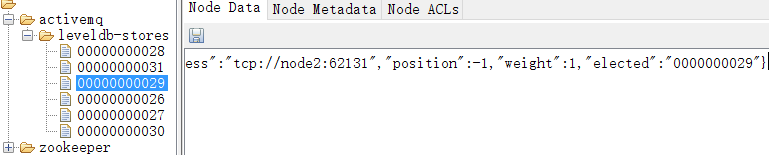 Node Data
Node Metadata
Node ACLs
activemq
leveldb-stores
00000000028
00000000031
00000000029
00000000026
00000000027
00000000030
zookeeper
ess":"tcp://node2:62131","position":-1,"weight":1,"elected":"0000000029"}